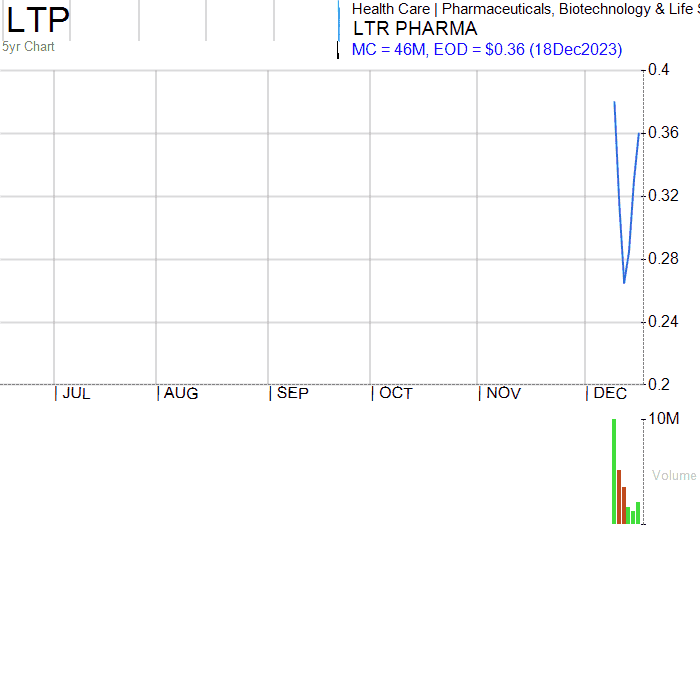 LTP
5yr Chart
Health Care | Pharmaceuticals, Biotechnology & Life
LTR PHARMA
MC = 46M, EOD = $0.36 (18Dec2023)
0.4
0.36
0.32
0.28
0.24
0.2
JUL AUG SEP OCT NOV DEC
10M
Volume